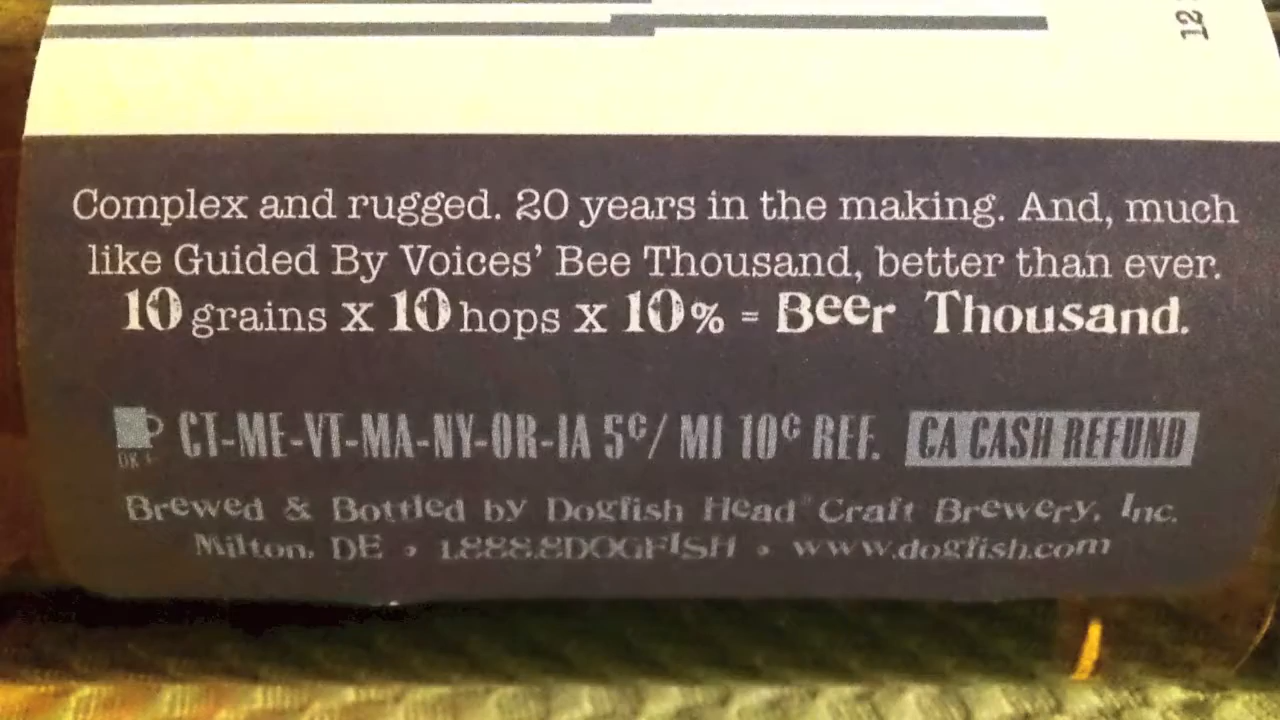 12
Complex and rugged. 20 years in the making. And, much
like Guided By Voices’ Bee Thousand, better than ever.
10 grains x 10 hops x 10% = Beer Thousand.
CT-ME-VT-MA-NY-OR-IA 5¢/ MI 10¢ REF. CA CASH REFUND
OK+
Brewed & Bottled by Dogfish Head® Craft Brewery, Inc.
Milton, DE • 1.888.8DOGFISH • www.dogfish.com